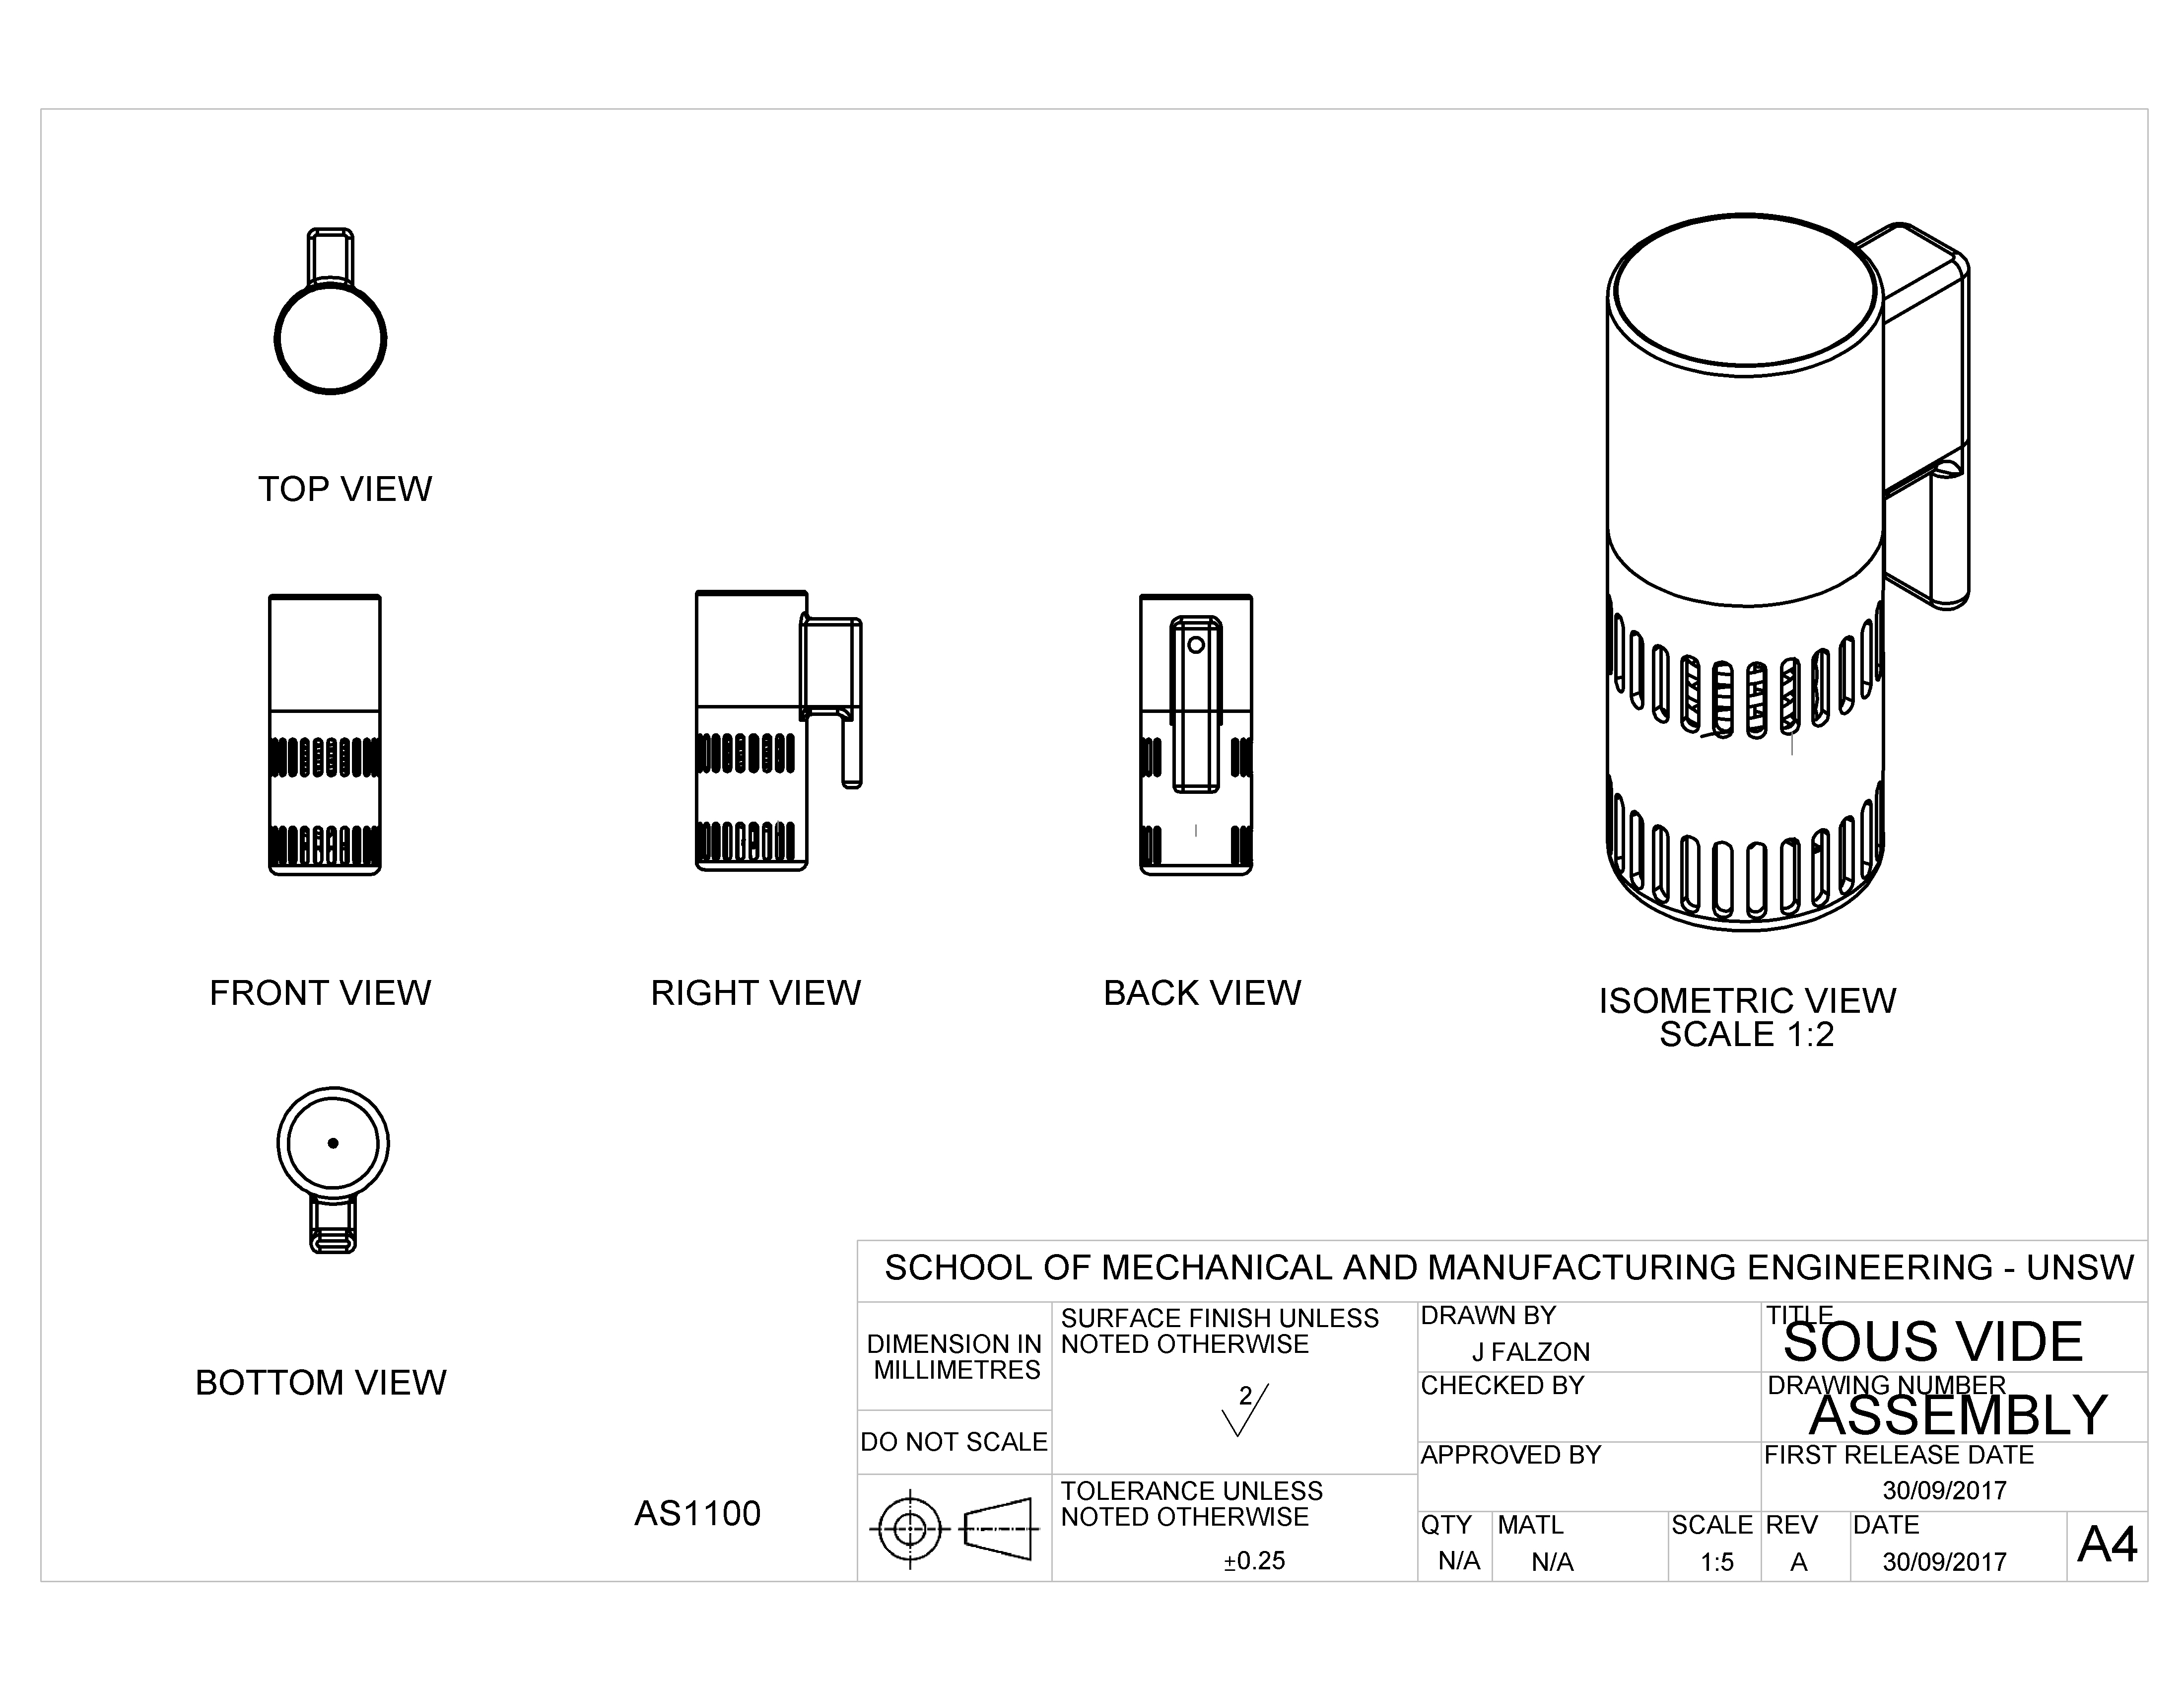 TOP VIEW
FRONT VIEW
RIGHT VIEW
BACK VIEW
ISOMETRIC VIEW
SCALE 1:2
BOTTOM VIEW
AS1100
SCHOOL OF MECHANICAL AND MANUFACTURING ENGINEERING - UNSW
DIMENSION IN
MILLIMETRES
DO NOT SCALE
SURFACE FINISH UNLESS
NOTED OTHERWISE
2
TOLERANCE UNLESS
NOTED OTHERWISE
±0.25
DRAWN BY
J FALZON
CHECKED BY
APPROVED BY
TITLE
SOUS VIDE
DRAWING NUMBER
ASSEMBLY
FIRST RELEASE DATE
30/09/2017
QTY
N/A
MATL
N/A
SCALE
1:5
REV
A
DATE
30/09/2017
A4